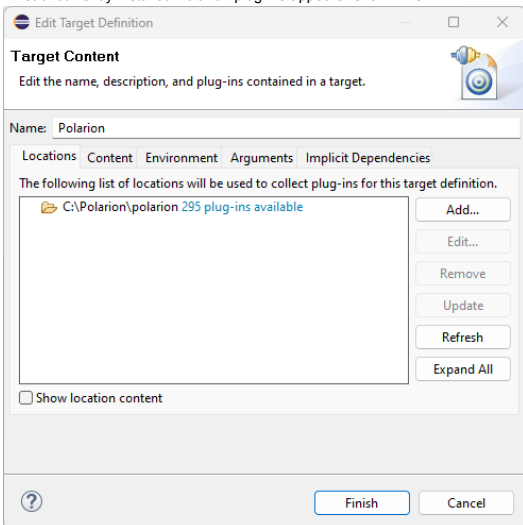 Edit Target Definition
Target Content
Edit the name, description, and plug-ins contained in a target.
Name: Polarion
Locations Content Environment Arguments Implicit Dependencies
The following list of locations will be used to collect plug-ins for this target definition.
C:\Polarion\polarion 295 plug-ins available
Add...
Edit...
Remove
Update
Refresh
Expand All
Show location content
Finish Cancel